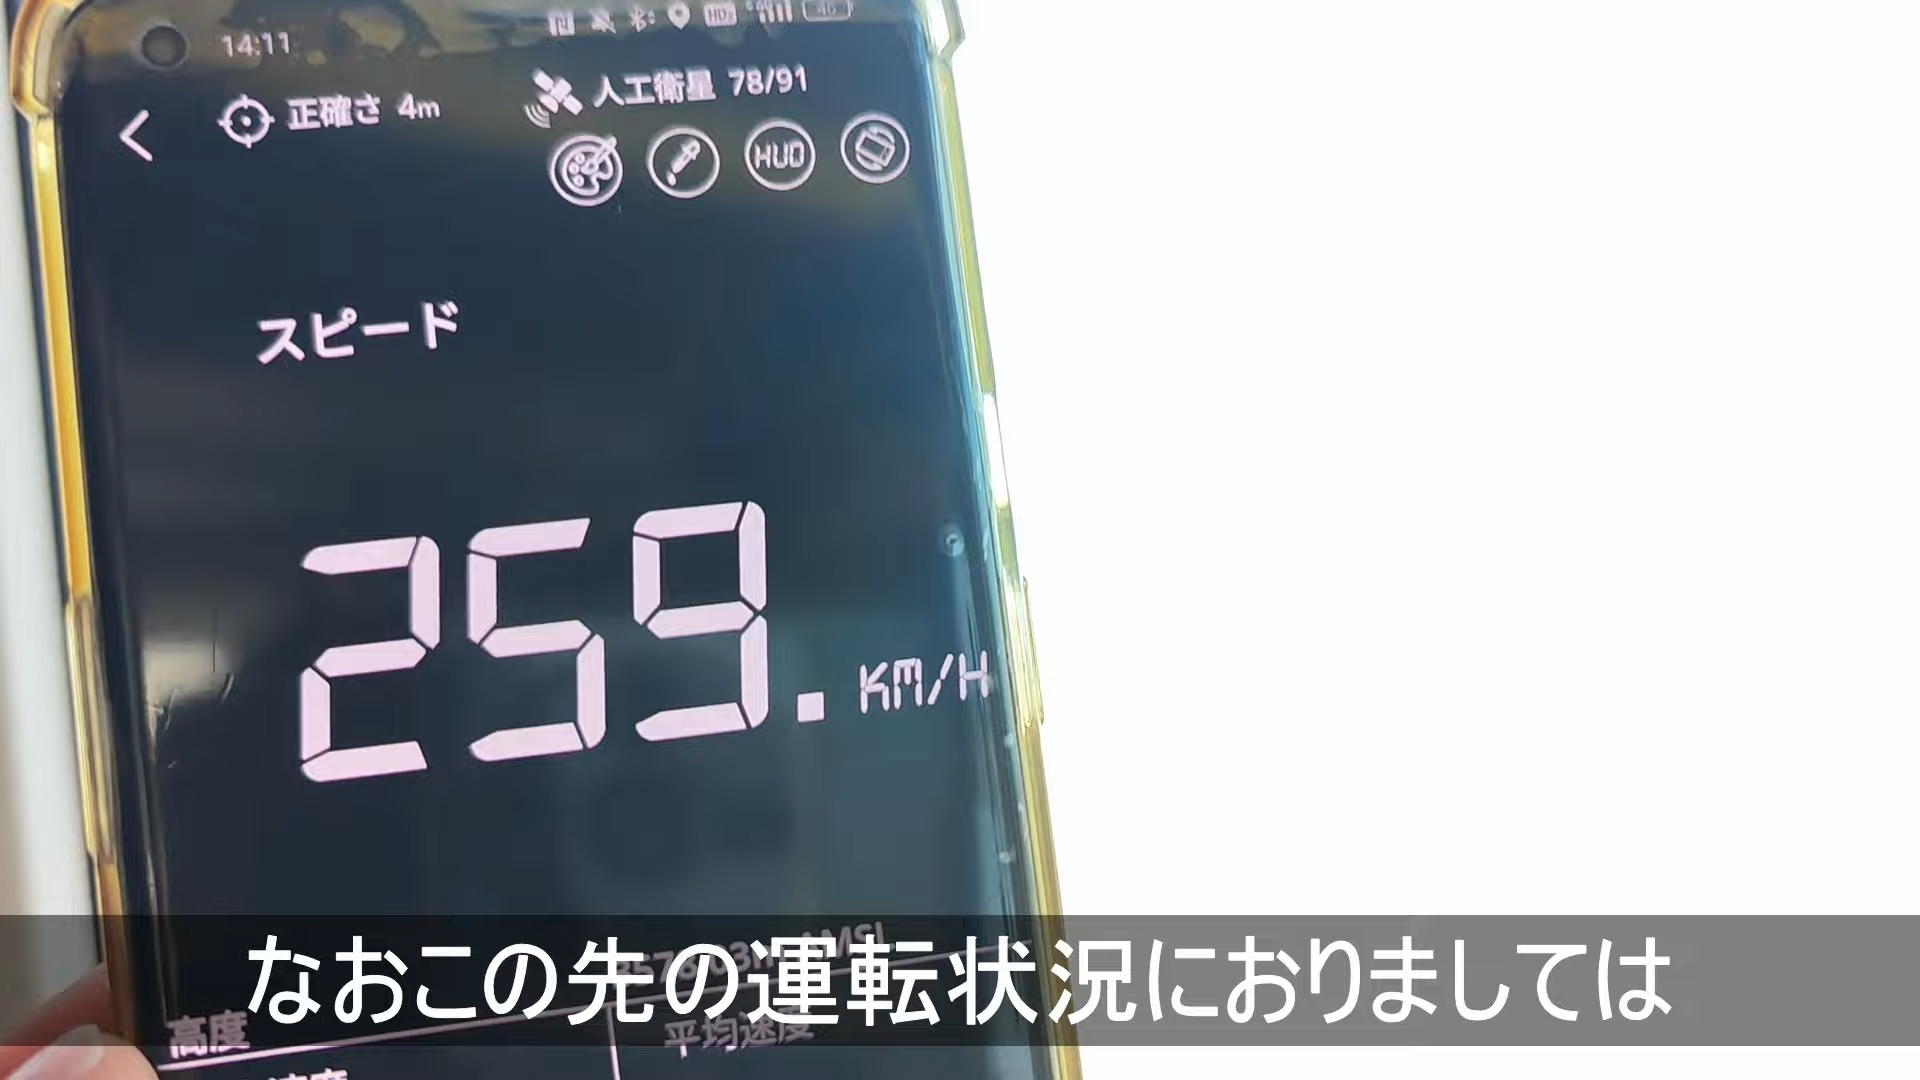 14:11
正確さ 4m
人工衛星 78/91
HUD
スピード
259. KM/H
なおこの先の運転状況におりましては
高度
平均速度